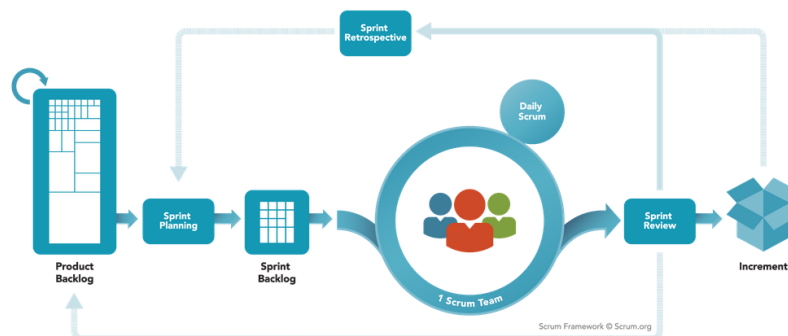 Sprint
Retrospective
Daily
Scrum
Sprint
Planning
Sprint
Review
Product
Backlog
Sprint
Backlog
1 Scrum Team
Increment
Scrum Framework © Scrum.org